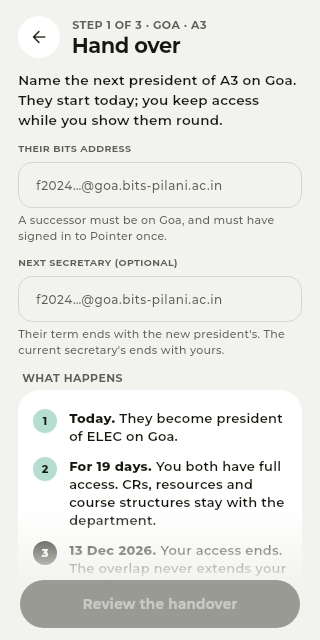 STEP 1 OF 3 · GOA · A3
Hand over
Name the next president of A3 on Goa.
They start today; you keep access
while you show them round.
THEIR BITS ADDRESS
f2024...@goa.bits-pilani.ac.in
A successor must be on Goa, and must have
signed in to Pointer once.
NEXT SECRETARY (OPTIONAL)
f2024...@goa.bits-pilani.ac.in
Their term ends with the new president's. The
current secretary's ends with yours.
WHAT HAPPENS
1 Today. They become president
of ELEC on Goa.
2 For 19 days. You both have full
access. CRs, resources and
course structures stay with the
department.
3 13 Dec 2026. Your access ends.
The overlap never extends your
Review the handover